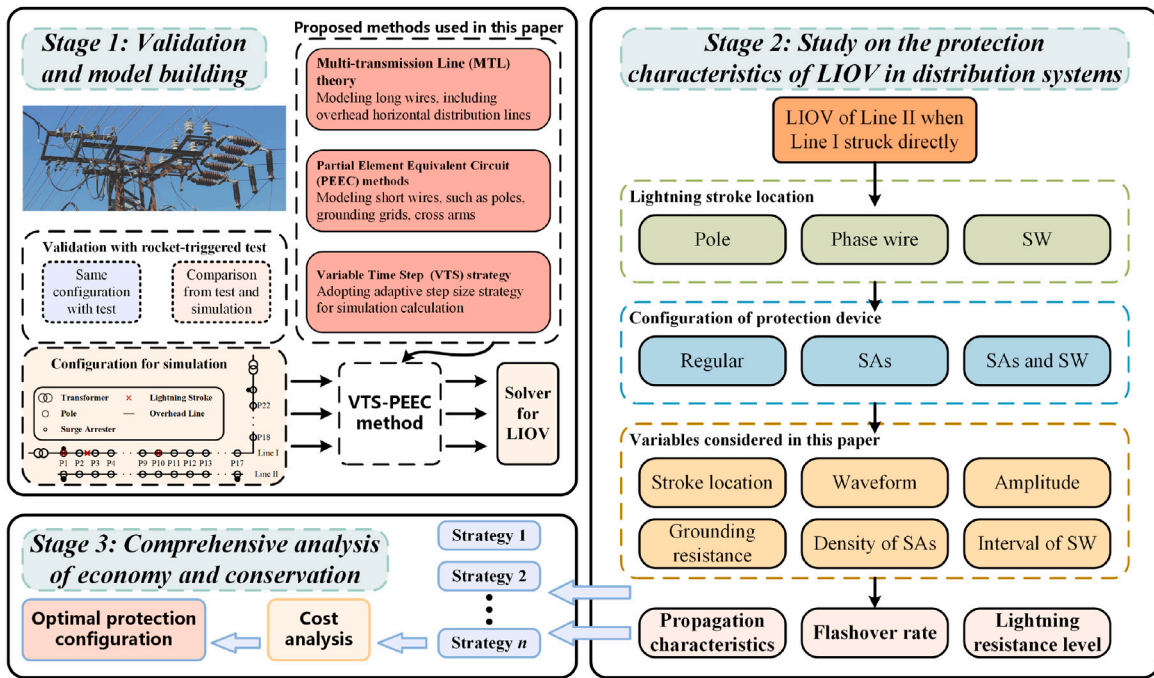 Stage 1: Validation
and model building
Proposed methods used in this paper
Multi-transmission Line (MTL)
theory
Modeling long wires, including
overhead horizontal distribution lines
Partial Element Equivalent Circuit
(PEEC) methods
Modeling short wires, such as poles,
grounding grids, cross arms
Variable Time Step (VTS) strategy
Adopting adaptive step size strategy
for simulation calculation
Validation with rocket-triggered test
Same
configuration
with test
Comparison
from test and
simulation
Configuration for simulation
Transformer
Lightning Stroke
Pole
Overhead Line
Surge Arrester
P22
P18
Line I
P1 P2 P3 P4 P9 P10 P11 P12 P13 P17
Line II
VTS-PEEC
method
Solver
for
LIOV
Stage 2: Study on the protection
characteristics of LIOV in distribution systems
LIOV of Line II when
Line I struck directly
Lightning stroke location
Pole
Phase wire
SW
Configuration of protection device
Regular
SAs
SAs and SW
Variables considered in this paper
Stroke location
Waveform
Amplitude
Grounding
resistance
Density of SAs
Interval of SW
Propagation
characteristics
Flashover rate
Lightning
resistance level
Stage 3: Comprehensive analysis
of economy and conservation
Strategy 1
Strategy 2
Strategy n
Cost
analysis
Optimal protection
configuration